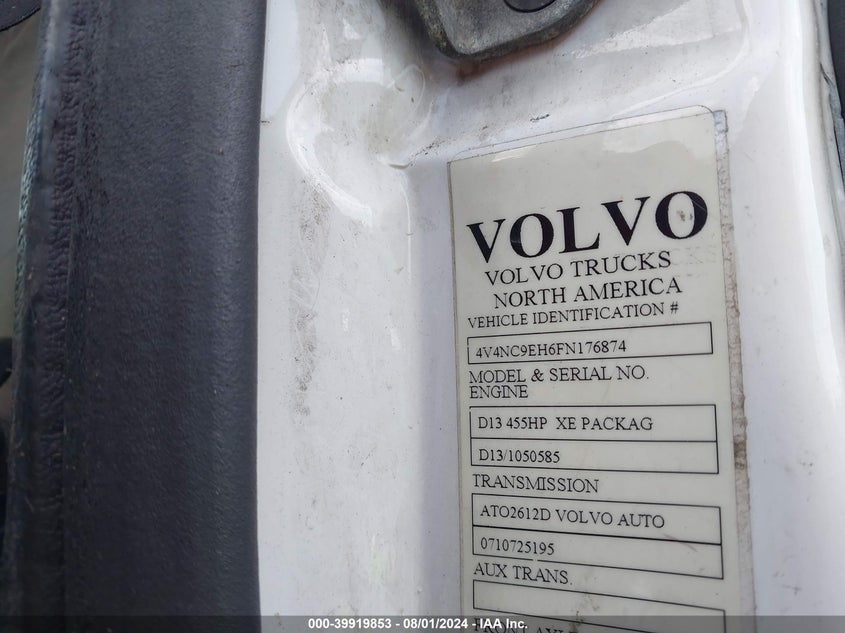 VOLVO
VOLVO TRUCKS
NORTH AMERICA
VEHICLE IDENTIFICATION #
4V4NC9EH6FN176874
MODEL & SERIAL NO.
ENGINE
D13 455HP XE PACKAG
D13/1050585
TRANSMISSION
ATO2612D VOLVO AUTO
0710725195
AUX TRANS.
000-39919853 - 08/01/2024 - IAA Inc.